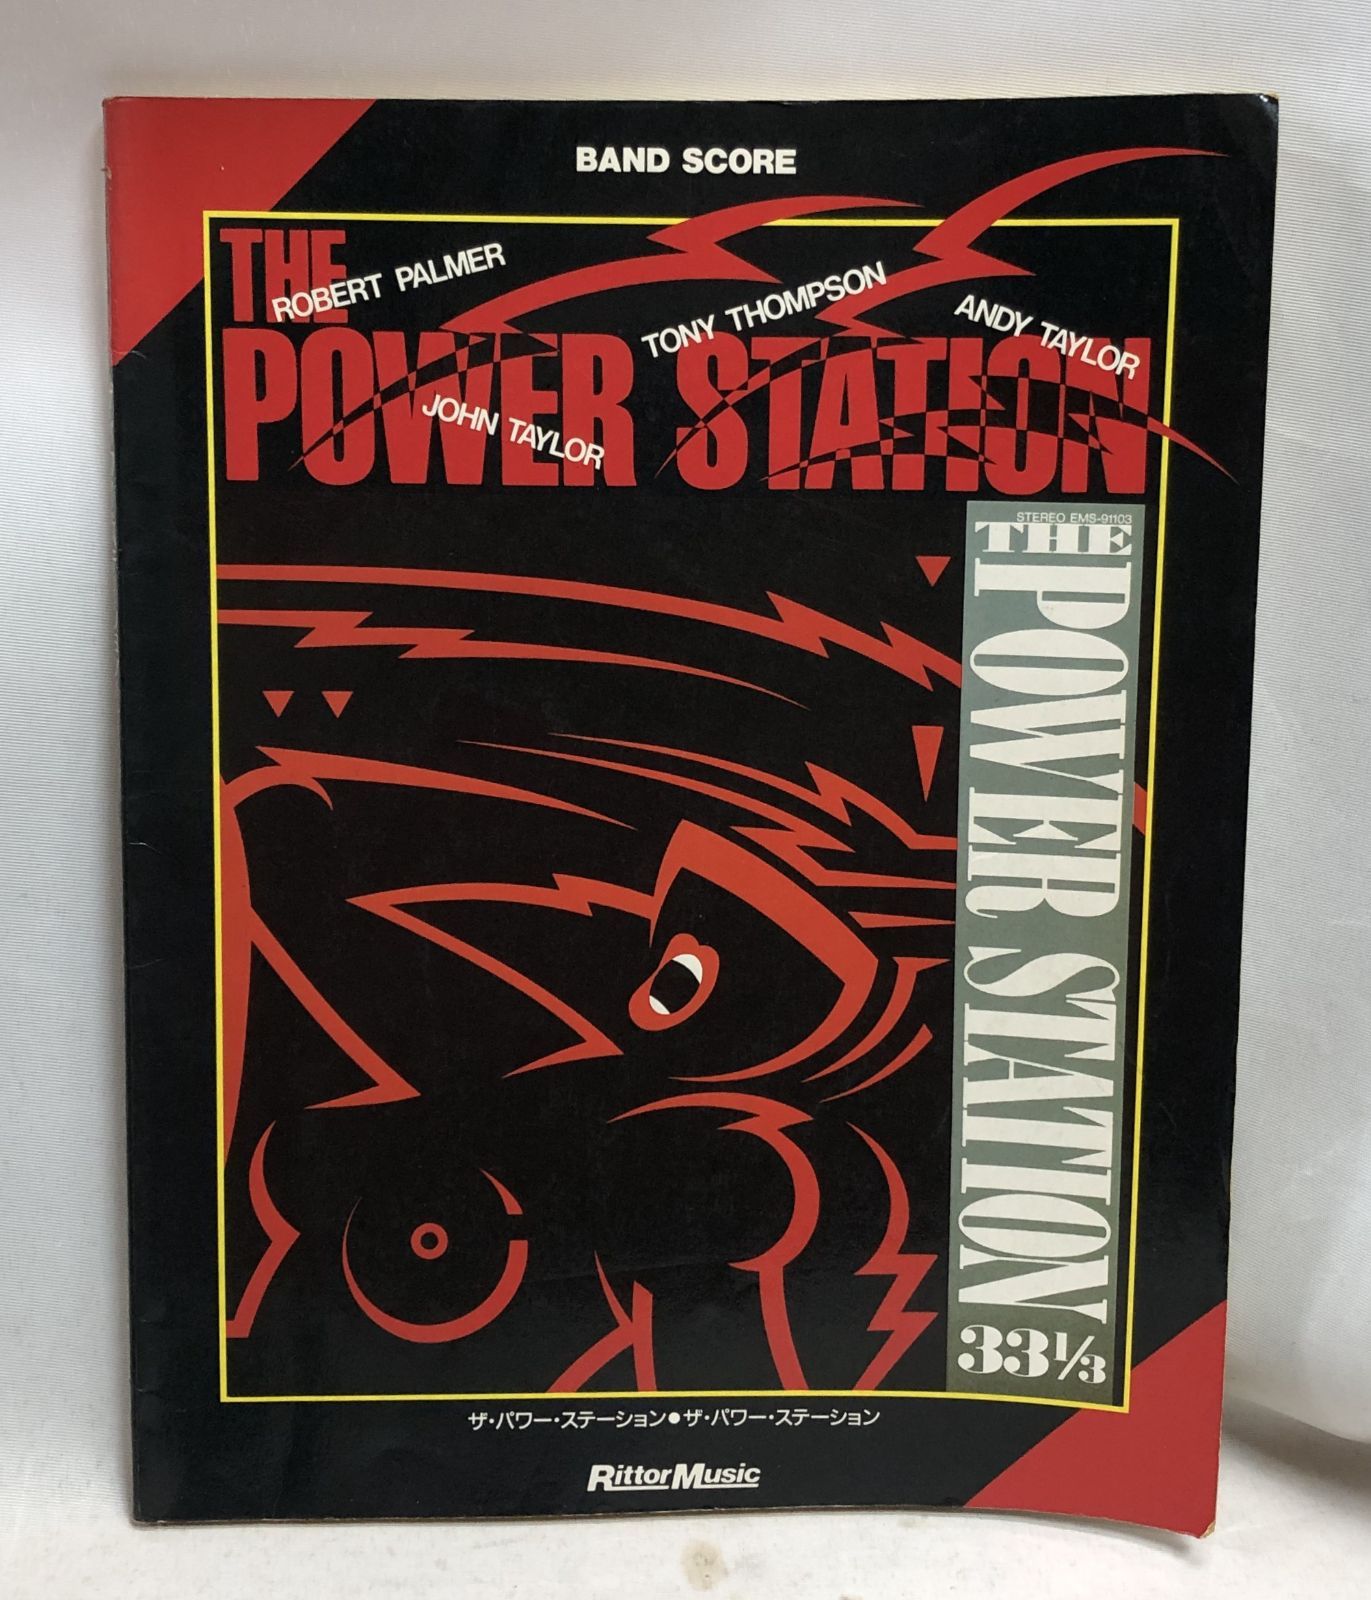 BAND SCORE
THE
ROBERT PALMER
TONY THOMPSON
ANDY TAYLOR
POWER STATION
JOHN TAYLOR
STEREO EMS-91103
THE
POWER STATION
33 1/3
ザ・パワー・ステーション●ザ・パワー・ステーション
RittorMusic